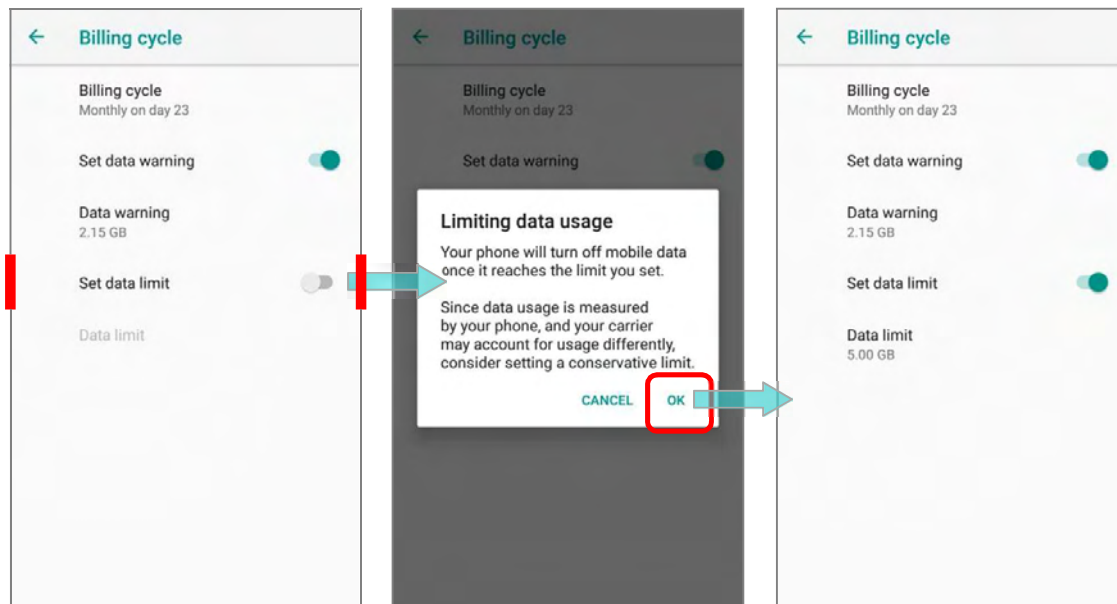 Billing cycle
Billing cycle
Monthly on day 23
Set data warning
Data warning
2.15 GB
Set data limit
Data limit
Billing cycle
Billing cycle
Monthly on day 23
Set data warning
Limiting data usage
Your phone will turn off mobile data
once it reaches the limit you set.
Since data usage is measured
by your phone, and your carrier
may account for usage differently,
consider setting a conservative limit.
CANCEL OK
Billing cycle
Billing cycle
Monthly on day 23
Set data warning
Data warning
2.15 GB
Set data limit
Data limit
5.00 GB